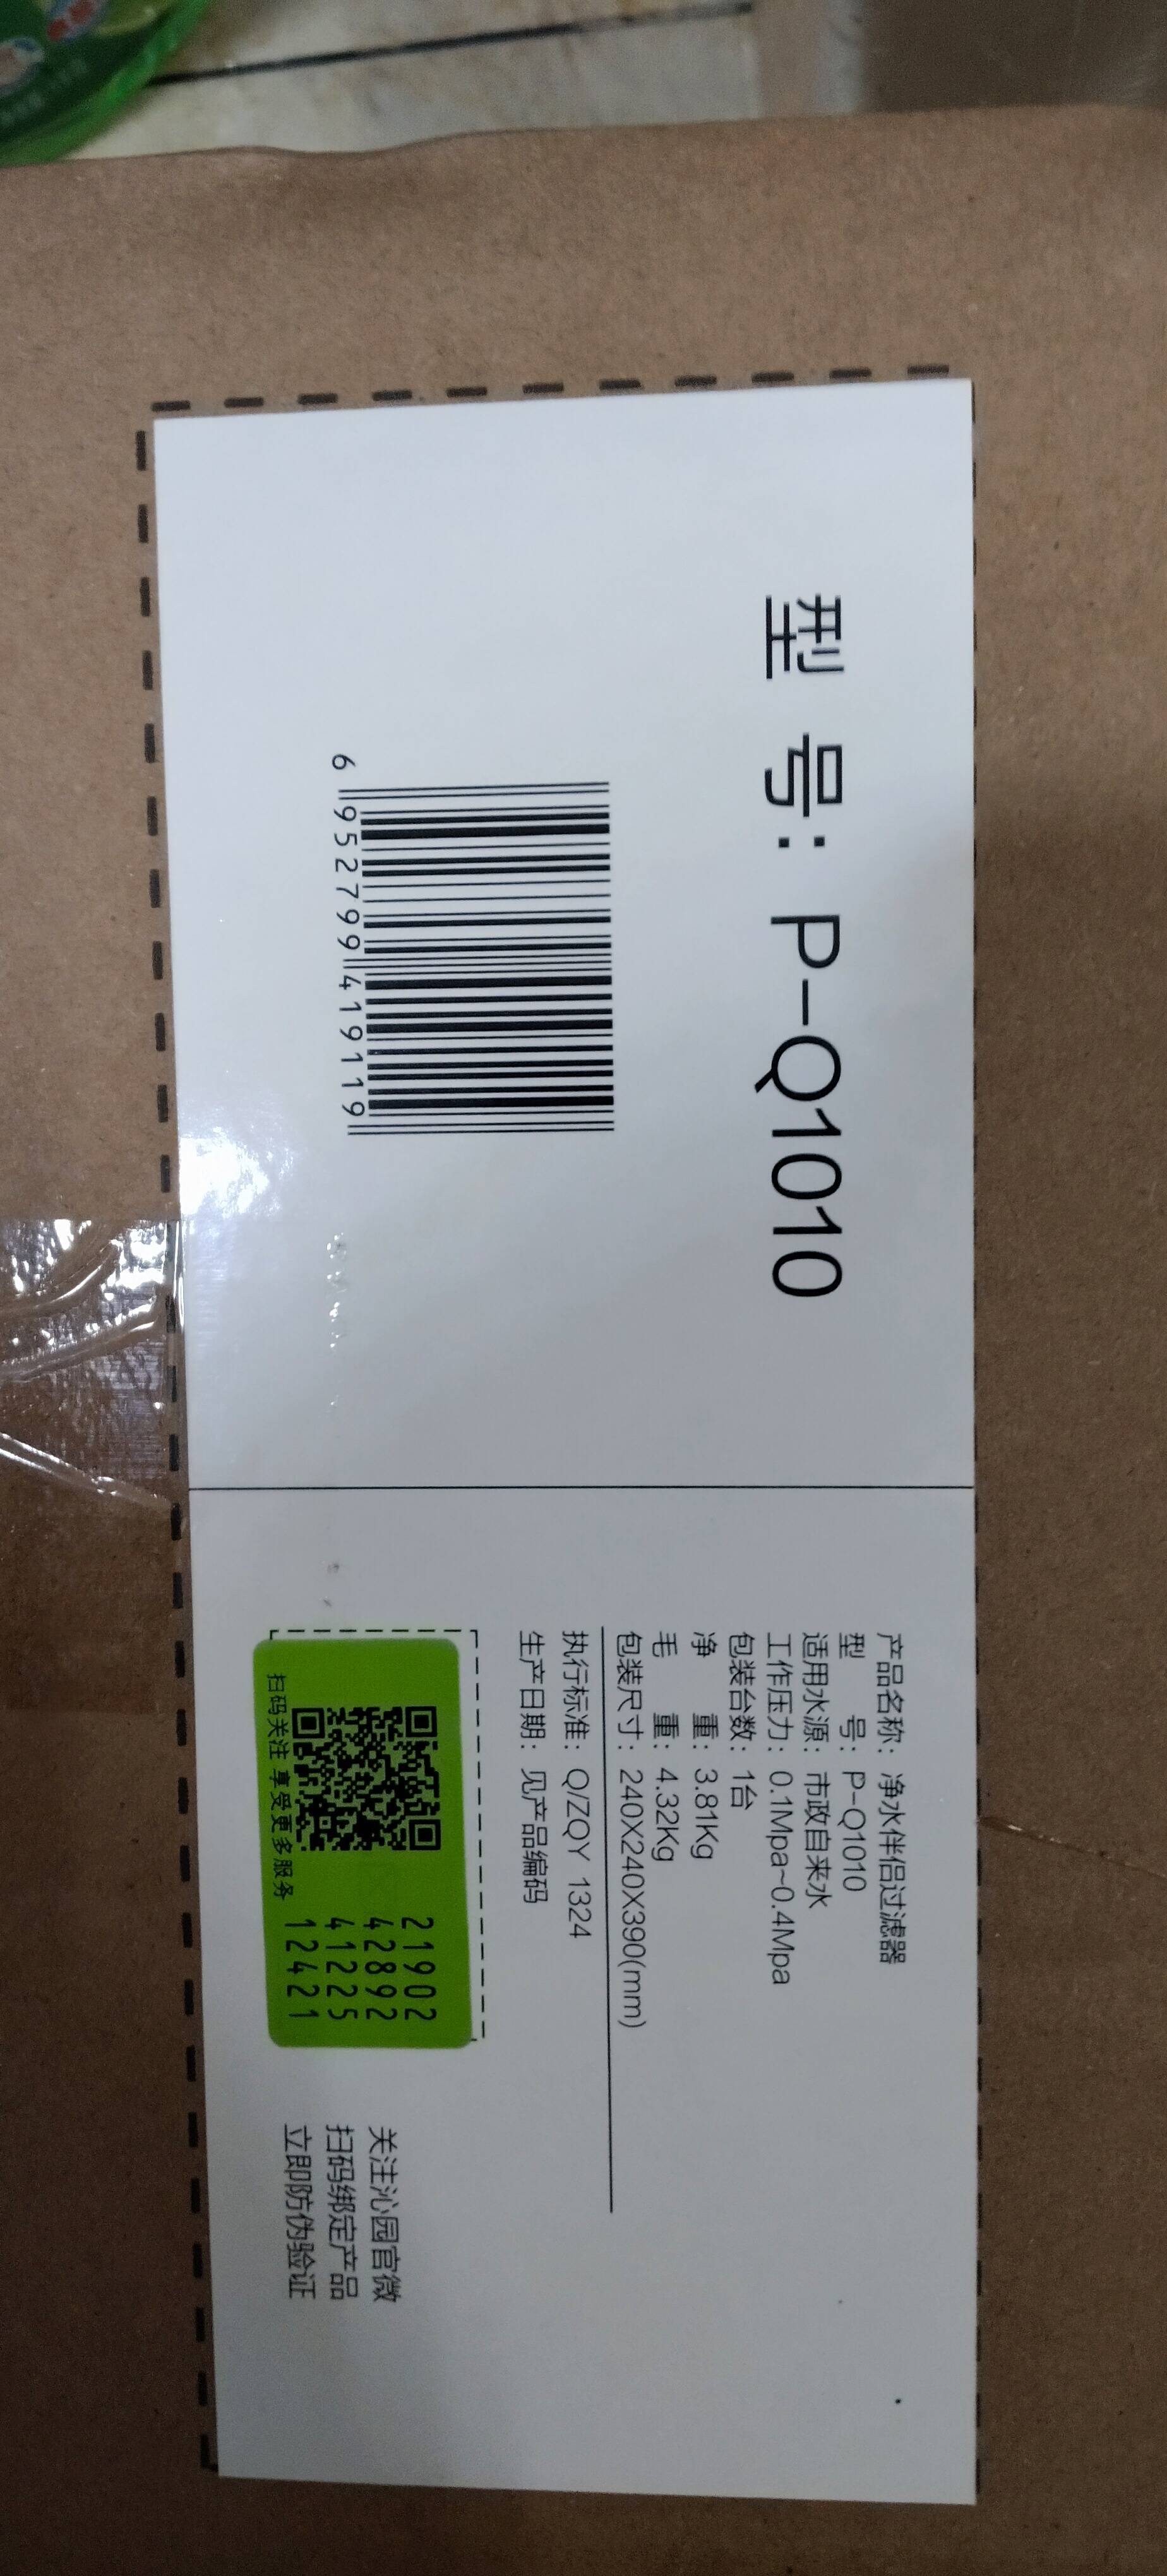 型 号: P-Q1010
6 952799 419119
产品名称: 净水伴侣过滤器
型 号: P-Q1010
适用水源: 市政自来水
工作压力: 0.1Mpa~0.4Mpa
包装台数: 1台
净 重: 3.81Kg
毛 重: 4.32Kg
包装尺寸: 240X240X390(mm)
执行标准: Q/ZQY 1324
生产日期: 见产品编码
扫码关注 享受更多服务
21902
42892
41225
12421
关注沁园官微
扫码绑定产品
立即防伪验证